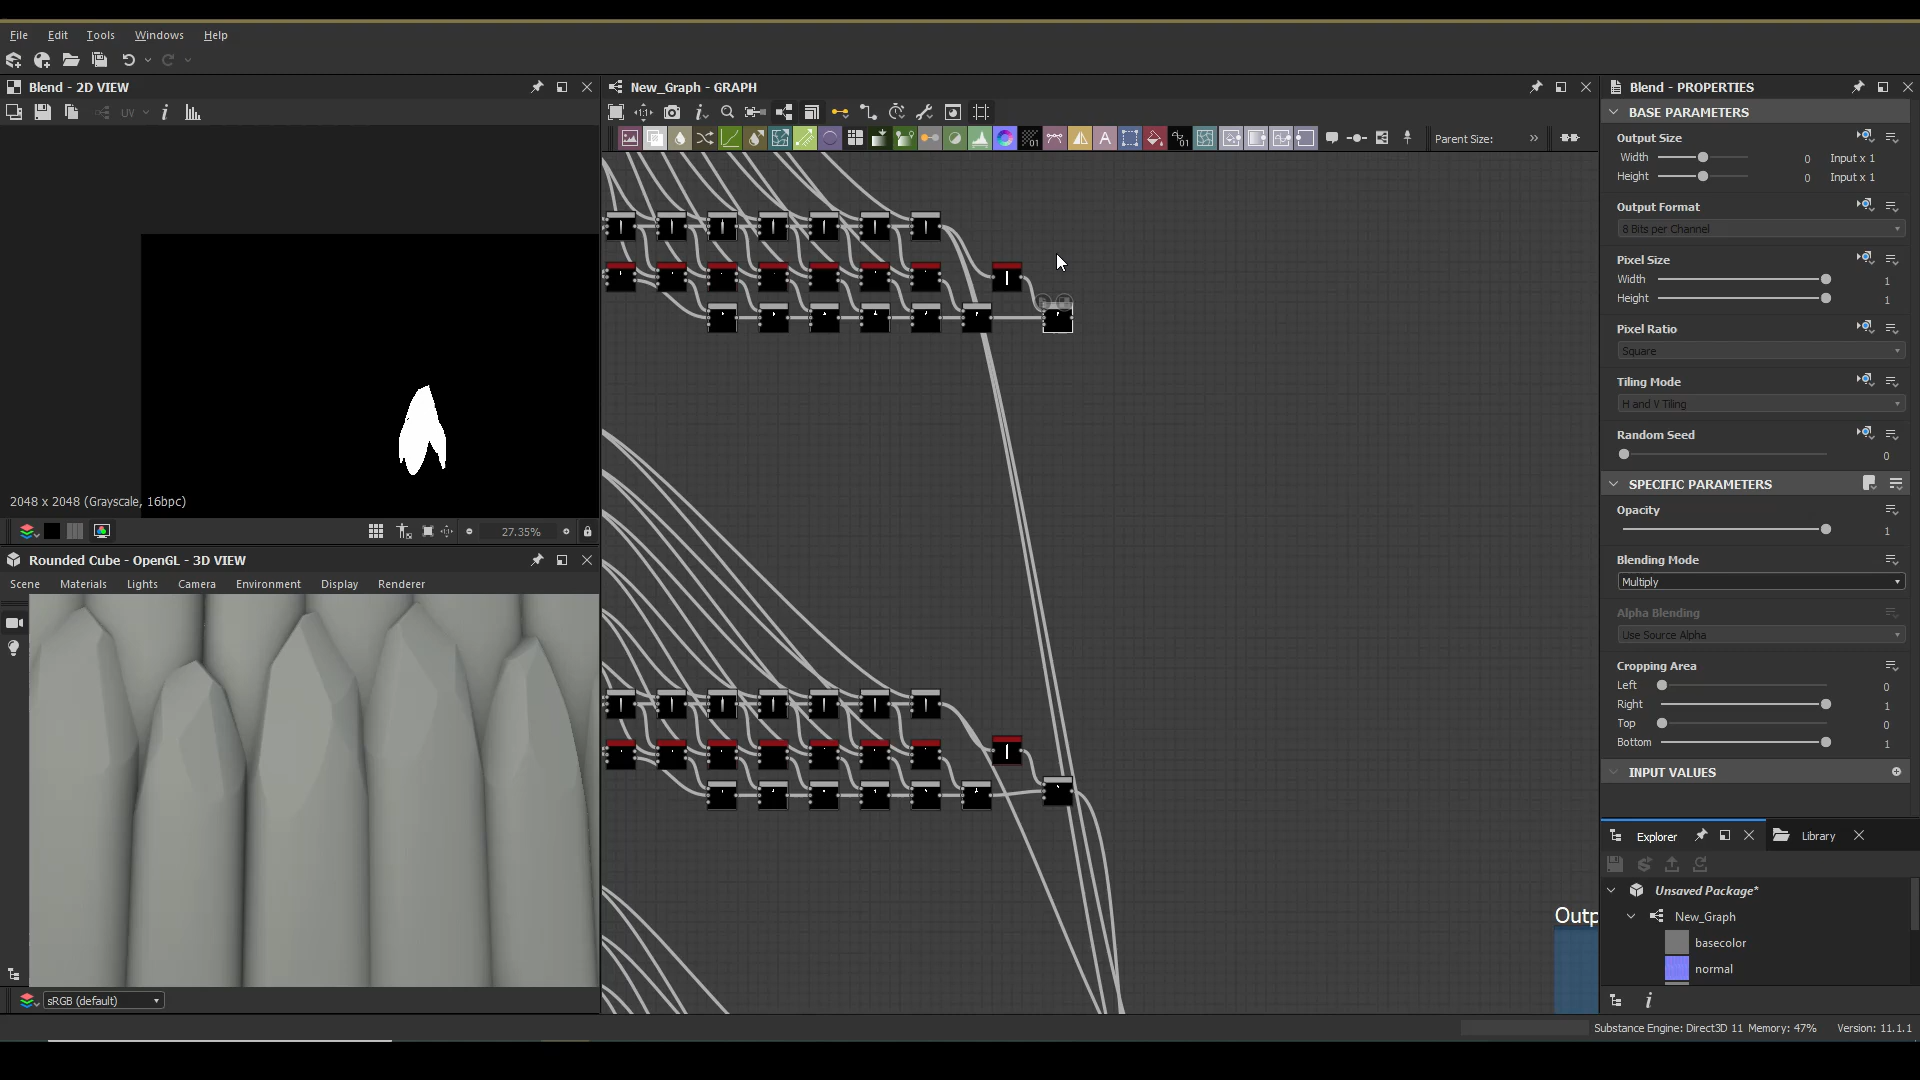 File Edit Tools Windows Help
Blend - 2D VIEW
UV
2048 x 2048 (Grayscale, 16bpc)
27.35%
Rounded Cube - OpenGL - 3D VIEW
Scene Materials Lights Camera Environment Display Renderer
sRGB (default)
New_Graph - GRAPH
Parent Size:
Outp
Blend - PROPERTIES
BASE PARAMETERS
Output Size
Width 0 Input x 1
Height 0 Input x 1
Output Format
8 Bits per Channel
Pixel Size
Width 1
Height 1
Pixel Ratio
Square
Tiling Mode
H and V Tiling
Random Seed
0
SPECIFIC PARAMETERS
Opacity
1
Blending Mode
Multiply
Alpha Blending
Use Source Alpha
Cropping Area
Left 0
Right 1
Top 0
Bottom 1
INPUT VALUES
Explorer Library
Unsaved Package*
New_Graph
basecolor
normal
Substance Engine: Direct3D 11 Memory: 47% Version: 11.1.1